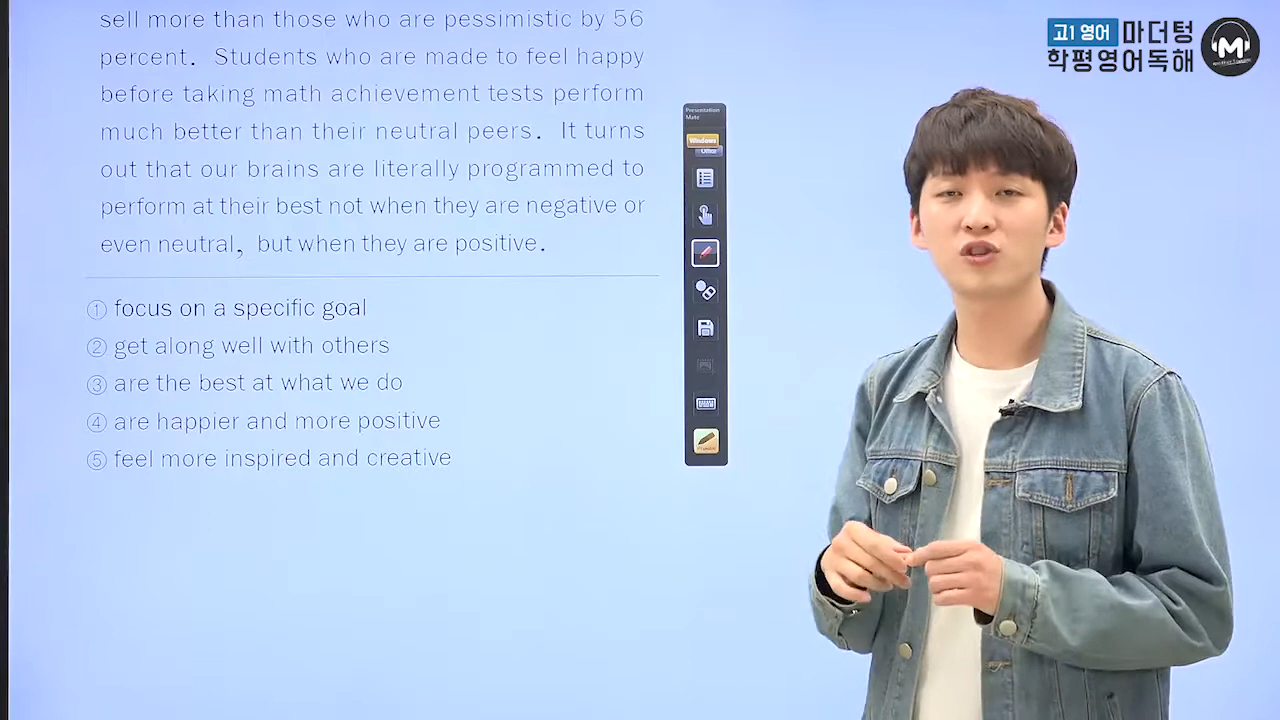 sell more than those who are pessimistic by 56
percent. Students who are made to feel happy
before taking math achievement tests perform
much better than their neutral peers. It turns
out that our brains are literally programmed to
perform at their best not when they are negative or
even neutral, but when they are positive.
① focus on a specific goal
② get along well with others
③ are the best at what we do
④ are happier and more positive
⑤ feel more inspired and creative
고1 영어 마더텅
학평영어독해
M
Presentation
Mate
Windows
Office